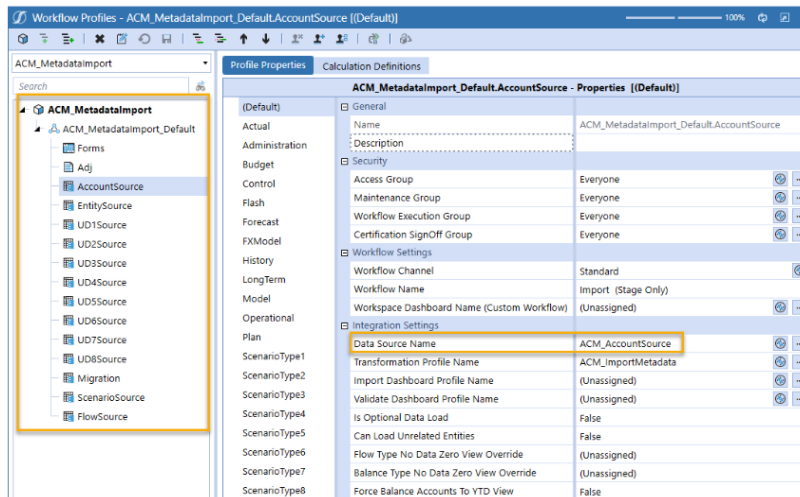 Workflow Profiles - ACM_MetadataImport_Default.AccountSource [(Default)]
100%
ACM_MetadataImport
Search
ACM_MetadataImport
ACM_MetadataImport_Default
Forms
Adj
AccountSource
EntitySource
UD1Source
UD2Source
UD3Source
UD4Source
UD5Source
UD6Source
UD7Source
UD8Source
Migration
ScenarioSource
FlowSource
Profile Properties
Calculation Definitions
ACM_MetadataImport_Default.AccountSource - Properties [(Default)]
(Default)
Actual
Administration
Budget
Control
Flash
Forecast
FXModel
History
LongTerm
Model
Operational
Plan
ScenarioType1
ScenarioType2
ScenarioType3
ScenarioType4
ScenarioType5
ScenarioType6
ScenarioType7
ScenarioType8
General
Name ACM_MetadataImport_Default.AccountSource
Description
Security
Access Group Everyone
Maintenance Group Everyone
Workflow Execution Group Everyone
Certification SignOff Group Everyone
Workflow Settings
Workflow Channel Standard
Workflow Name Import (Stage Only)
Workspace Dashboard Name (Custom Workflow) (Unassigned)
Integration Settings
Data Source Name ACM_AccountSource
Transformation Profile Name ACM_ImportMetadata
Import Dashboard Profile Name (Unassigned)
Validate Dashboard Profile Name (Unassigned)
Is Optional Data Load False
Can Load Unrelated Entities False
Flow Type No Data Zero View Override (Unassigned)
Balance Type No Data Zero View Override (Unassigned)
Force Balance Accounts To YTD View False